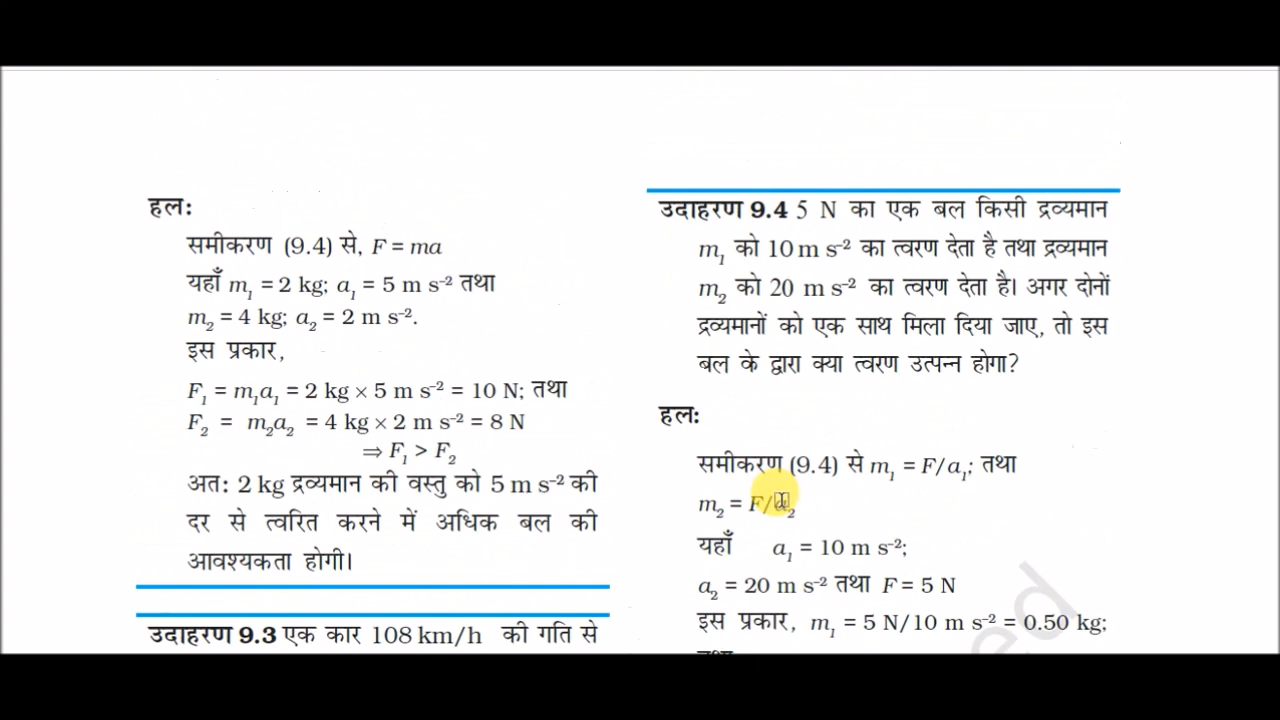 हल:
समीकरण (9.4) से, F = ma
यहाँ m₁ = 2 kg; a₁ = 5 m s⁻² तथा
m₂ = 4 kg; a₂ = 2 m s⁻².
इस प्रकार,
F₁ = m₁a₁ = 2 kg × 5 m s⁻² = 10 N; तथा
F₂ = m₂a₂ = 4 kg × 2 m s⁻² = 8 N
⇒ F₁ > F₂
अत: 2 kg द्रव्यमान की वस्तु को 5 m s⁻² की
दर से त्वरित करने में अधिक बल की
आवश्यकता होगी।
उदाहरण 9.3 एक कार 108 km/h की गति से
उदाहरण 9.4 5 N का एक बल किसी द्रव्यमान
m₁ को 10 m s⁻² का त्वरण देता है तथा द्रव्यमान
m₂ को 20 m s⁻² का त्वरण देता है। अगर दोनों
द्रव्यमानों को एक साथ मिला दिया जाए, तो इस
बल के द्वारा क्या त्वरण उत्पन्न होगा?
हल:
समीकरण (9.4) से m₁ = F/a₁; तथा
m₂ = F/a₂
यहाँ a₁ = 10 m s⁻²;
a₂ = 20 m s⁻² तथा F = 5 N
इस प्रकार, m₁ = 5 N/10 m s⁻² = 0.50 kg;